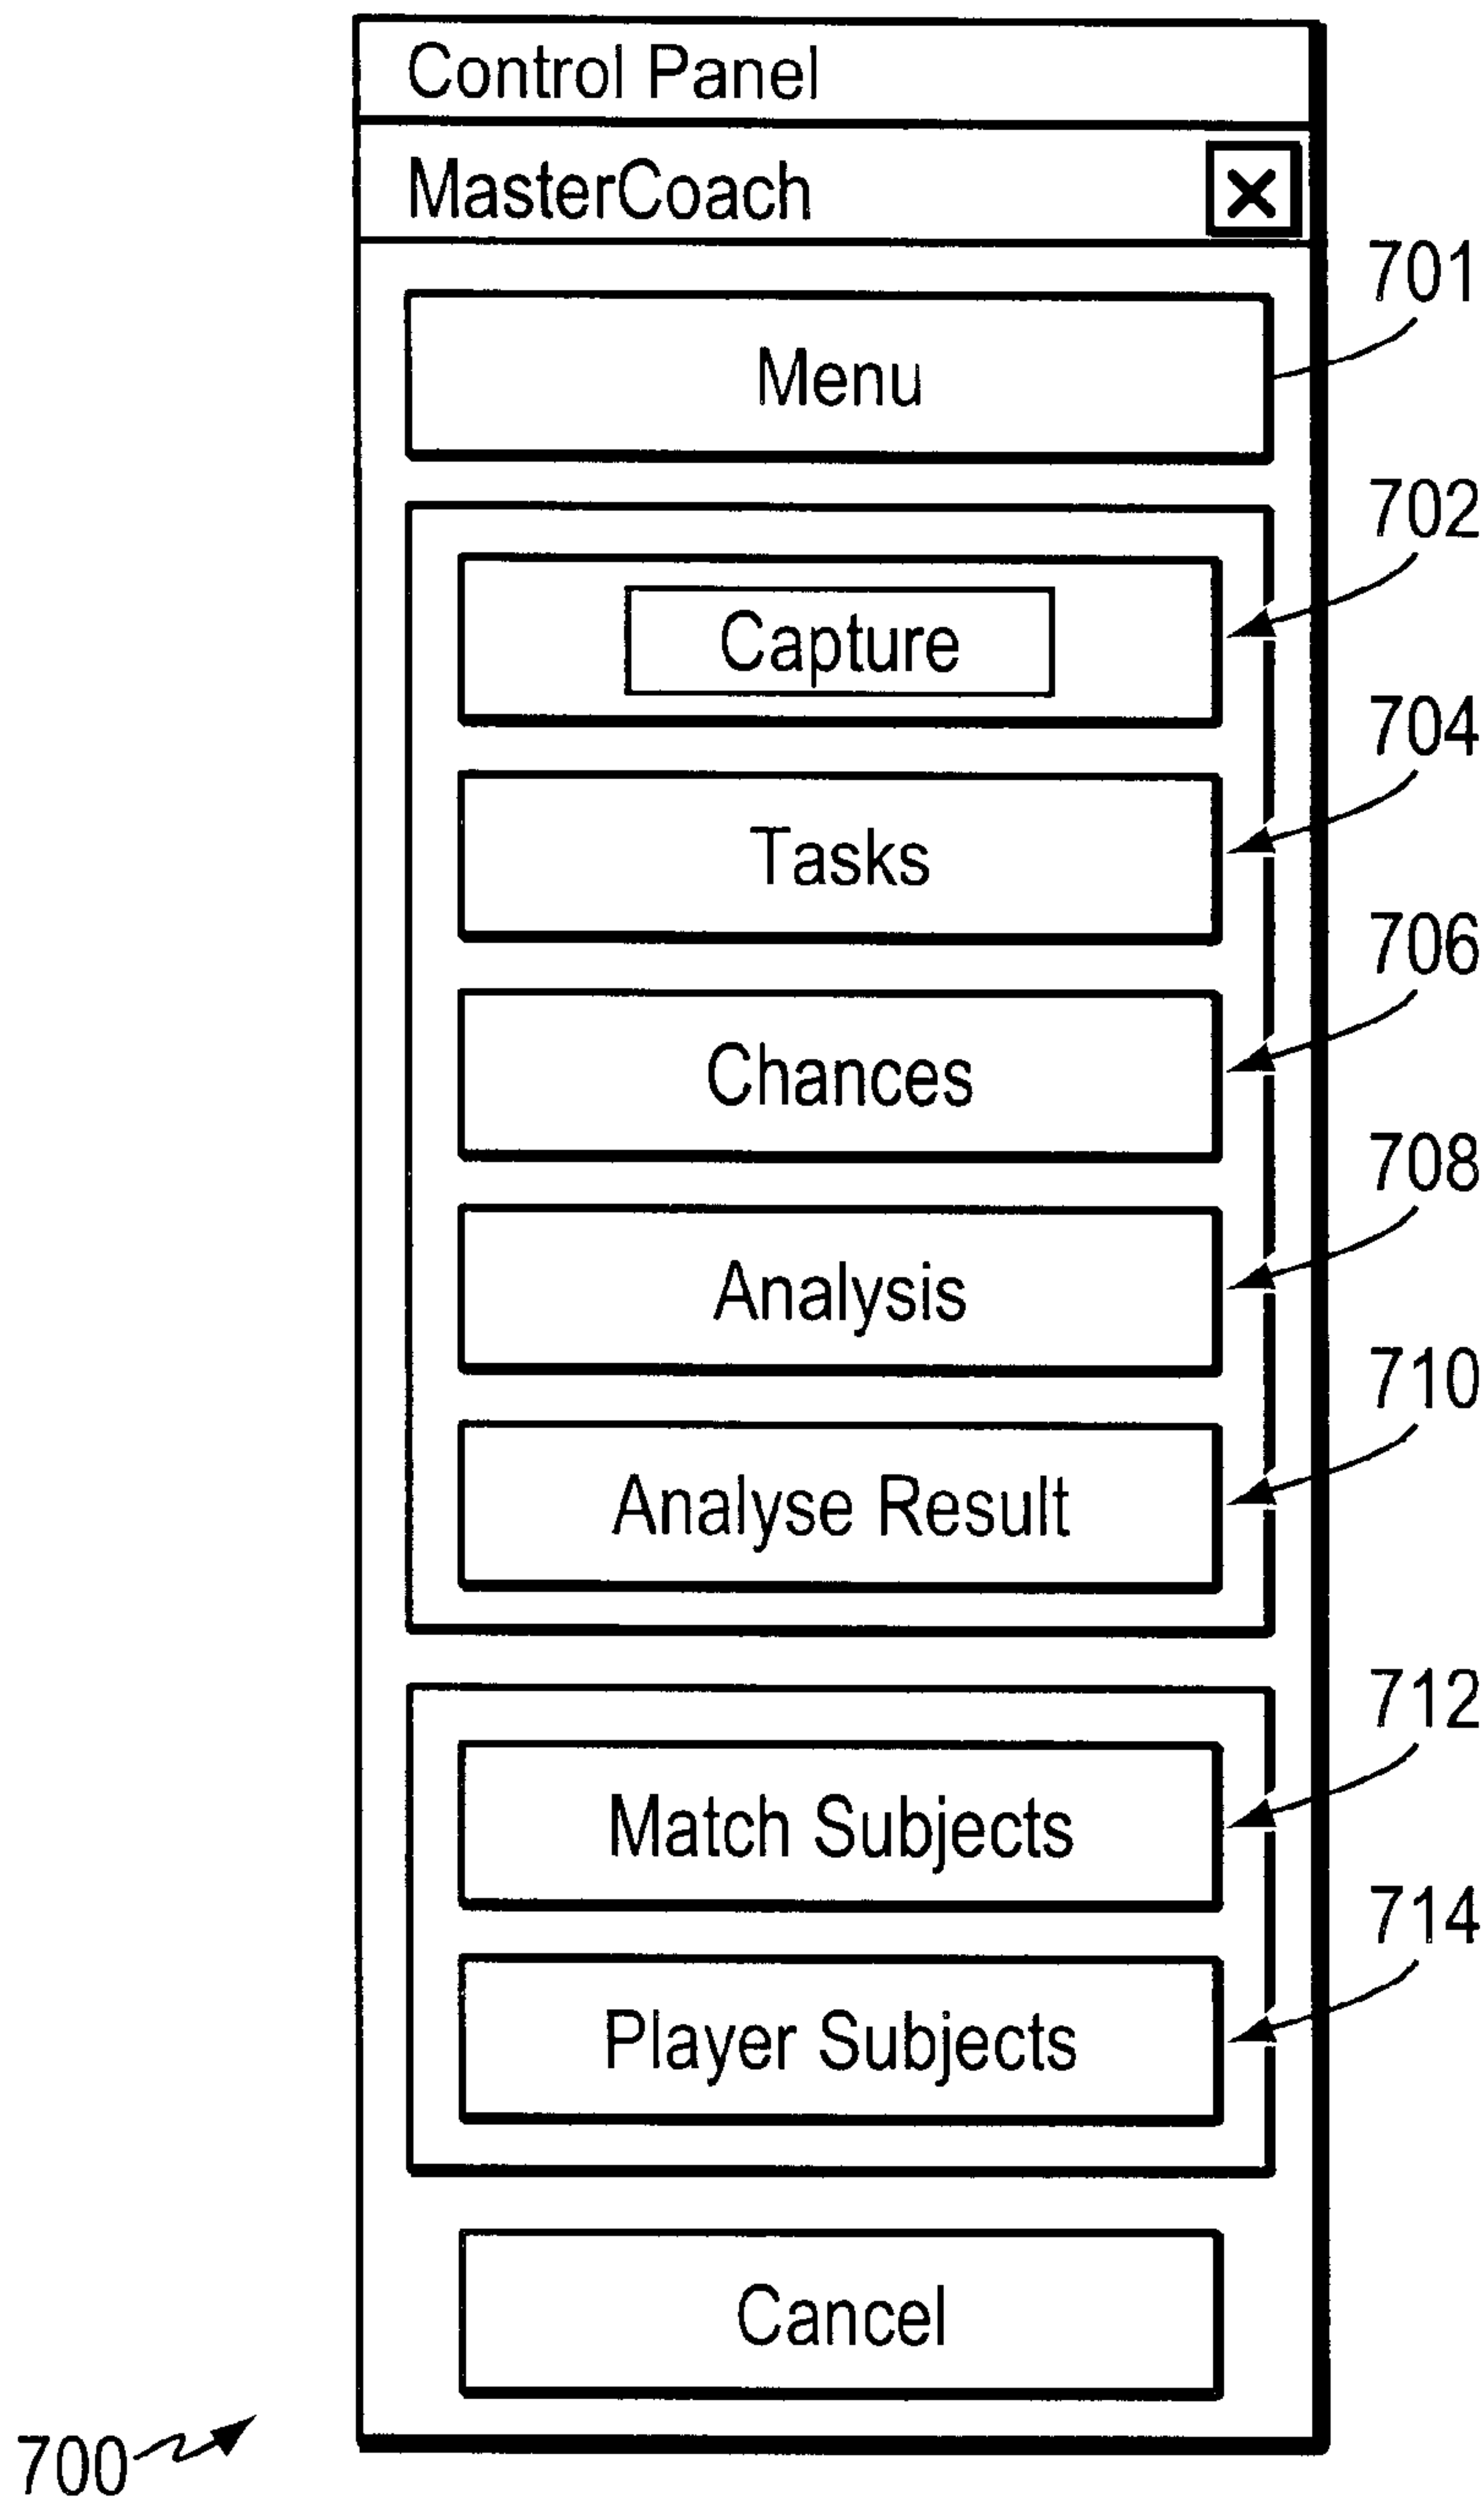 Control Panel
MasterCoach
701
Menu
702
Capture
704
Tasks
706
Chances
708
Analysis
710
Analyse Result
712
Match Subjects
714
Player Subjects
Cancel
700